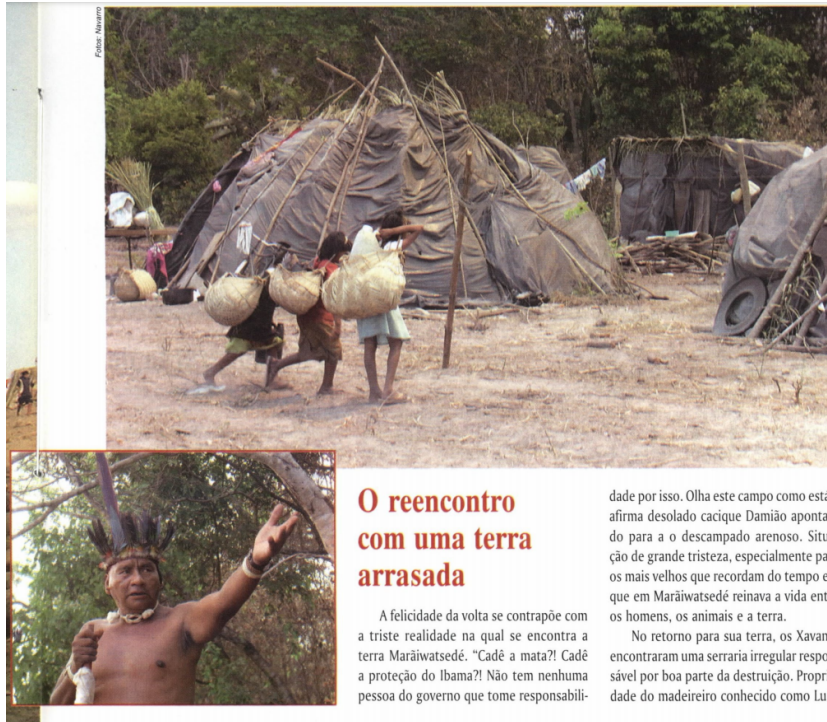 Fotos: Navarro
O reencontro
com uma terra
arrasada
A felicidade da volta se contrapõe com
a triste realidade na qual se encontra a
terra Marãiwatsedé. “Cadê a mata?! Cadê
a proteção do Ibama?! Não tem nenhuma
pessoa do governo que tome responsabili-
dade por isso. Olha este campo como está
afirma desolado cacique Damião aponta
do para a o descampado arenoso. Situ
ção de grande tristeza, especialmente pa
os mais velhos que recordam do tempo e
que em Marãiwatsedé reinava a vida ent
os homens, os animais e a terra.
No retorno para sua terra, os Xavan
encontraram uma serraria irregular respo
sável por boa parte da destruição. Propri
dade do madeireiro conhecido como Lu